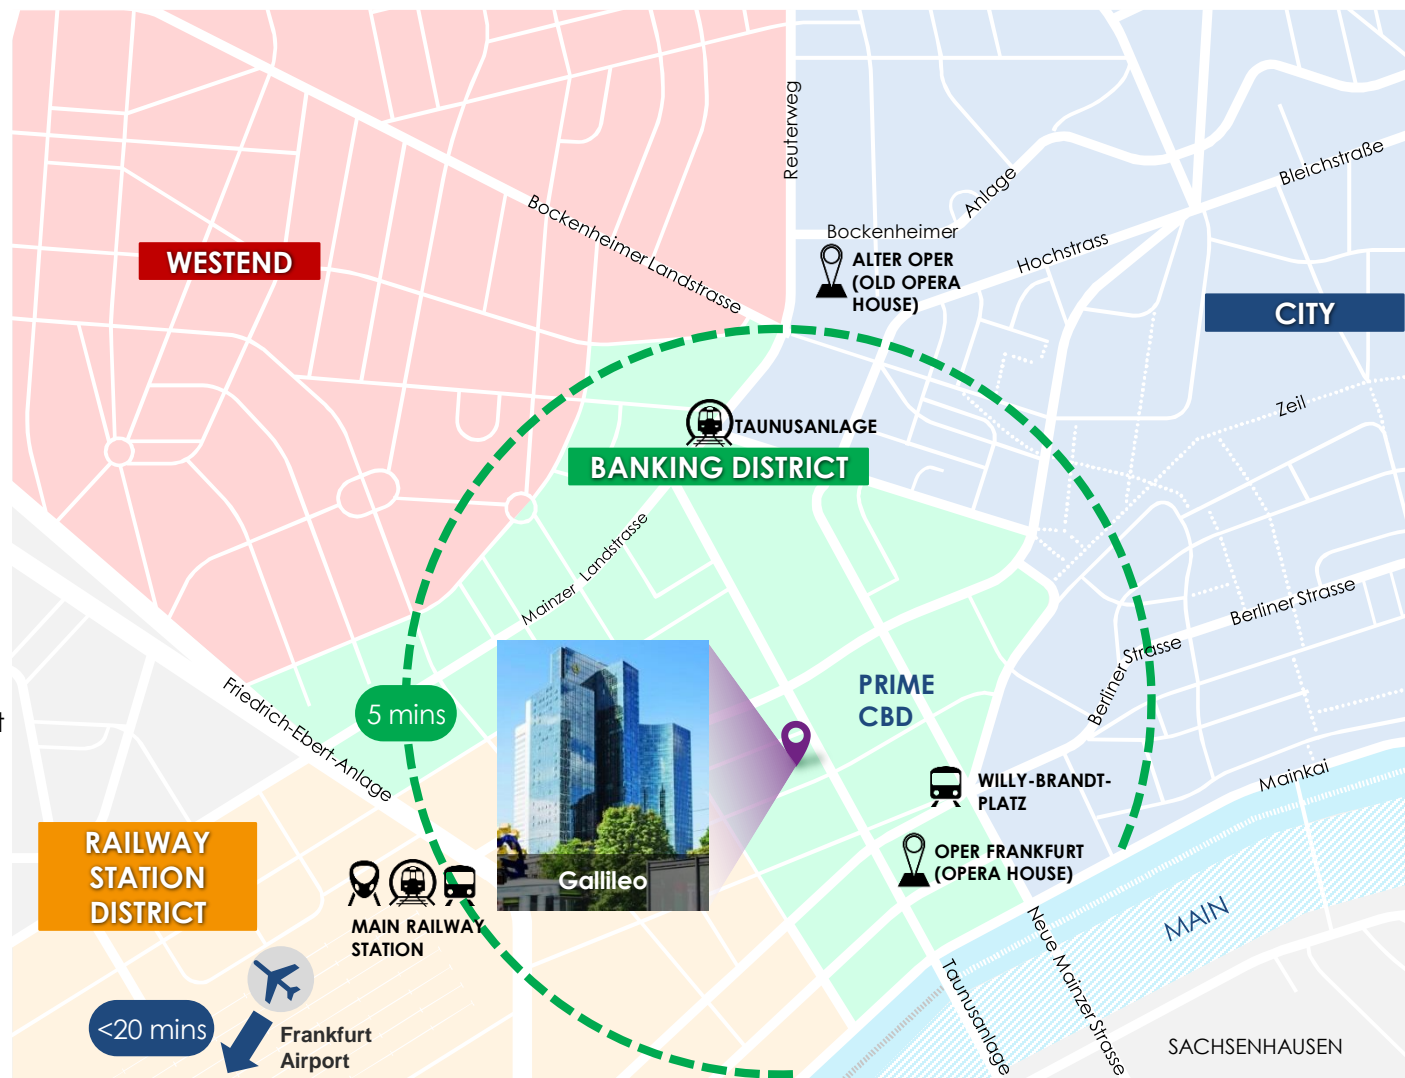 Reuterweg
Bleichstraße
Anlage
Bockenheimer Landstrasse
Bockenheimer
Hochstrass
WESTEND
ALTER OPER
(OLD OPERA
HOUSE)
CITY
Zeil
TAUNUSANLAGE
BANKING DISTRICT
Mainzer Landstrasse
Berliner Strasse
Berliner Strasse
Friedrich-Ebert-Anlage
5 mins
PRIME
CBD
t
Mainkai
WILLY-BRANDT-
PLATZ
RAILWAY
STATION
DISTRICT
OPER FRANKFURT
(OPERA HOUSE)
Gallileo
MAIN RAILWAY
STATION
MAIN
Neue Mainzer Strasse
Taunusanlage
<20 mins
Frankfurt
Airport
SACHSENHAUSEN